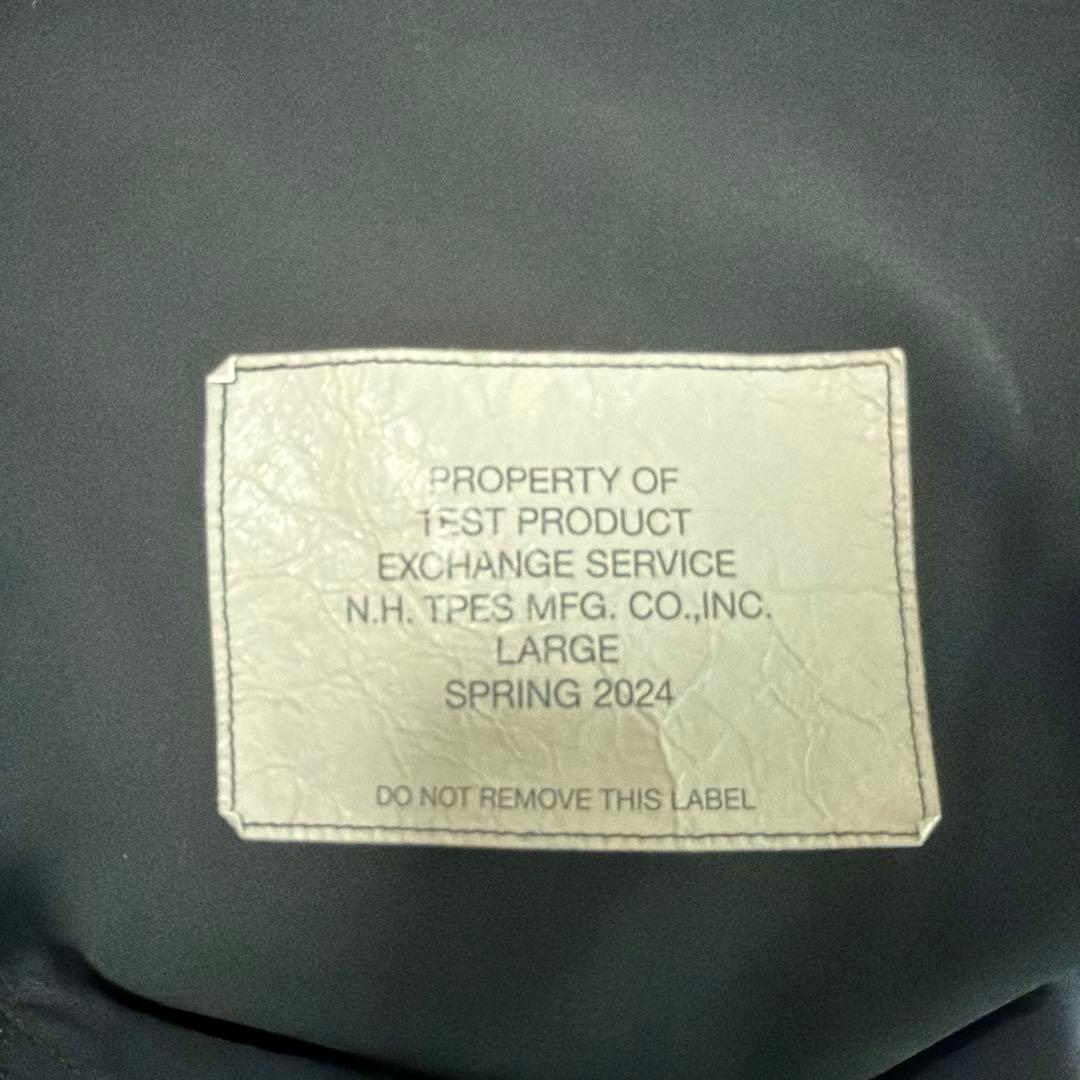 PROPERTY OF
TEST PRODUCT
EXCHANGE SERVICE
N.H. TPES MFG. CO.,INC.
LARGE
SPRING 2024
DO NOT REMOVE THIS LABEL